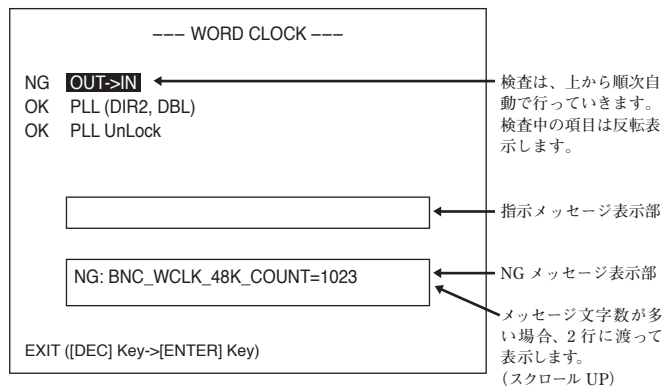 ––– WORD CLOCK –––
NG OUT->IN
OK PLL (DIR2, DBL)
OK PLL UnLock
NG: BNC_WCLK_48K_COUNT=1023
EXIT ([DEC] Key->[ENTER] Key)
検査は、上から順次自
動で行っていきます。
検査中の項目は反転表
示します。
指示メッセージ表示部
NG メッセージ表示部
メッセージ文字数が多
い場合、2 行に渡って
表示します。
(スクロール UP)